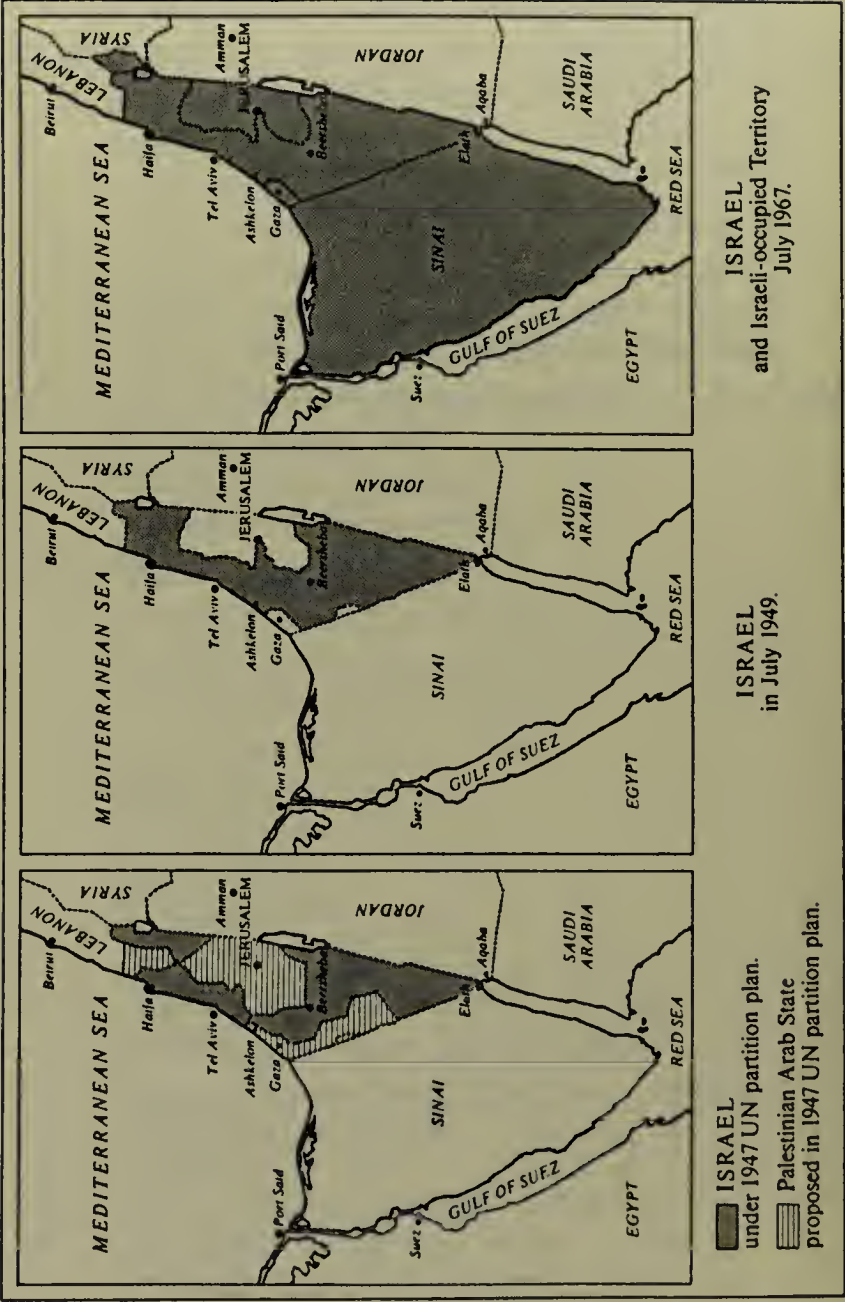 MEDITERRANEAN SEA
Beirut
LEBANON
SYRIA
Haifa
Tel Aviv
Amman
JERUSALEM
Ashkelon
Gaza
Beersheba
Port Said
JORDAN
SINAI
Suez
Elath
Aqaba
GULF OF SUEZ
SAUDI
ARABIA
EGYPT
RED SEA
ISRAEL
under 1947 UN partition plan.
Palestinian Arab State
proposed in 1947 UN partition plan.
MEDITERRANEAN SEA
Beirut
LEBANON
SYRIA
Haifa
Tel Aviv
Amman
JERUSALEM
Ashkelon
Gaza
Beersheba
Port Said
JORDAN
SINAI
Suez
Elath
Aqaba
GULF OF SUEZ
SAUDI
ARABIA
EGYPT
RED SEA
ISRAEL
in July 1949.
MEDITERRANEAN SEA
Beirut
LEBANON
SYRIA
Haifa
Tel Aviv
Amman
JERUSALEM
Ashkelon
Gaza
Beersheba
Port Said
JORDAN
SINAI
Suez
Elath
Aqaba
GULF OF SUEZ
SAUDI
ARABIA
EGYPT
RED SEA
ISRAEL
and Israeli-occupied Territory
July 1967.